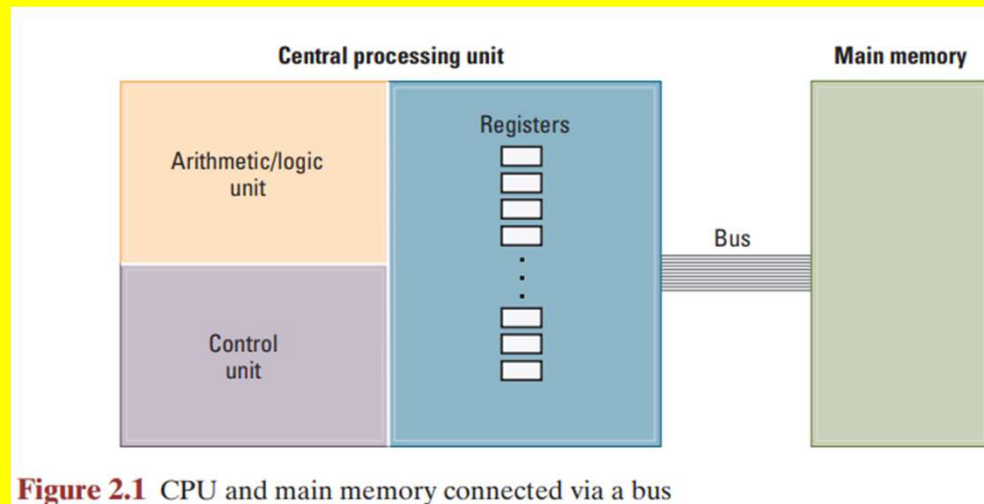 Central processing unit
Main memory
Arithmetic/logic
unit
Registers
Bus
Control
unit
Figure 2.1 CPU and main memory connected via a bus